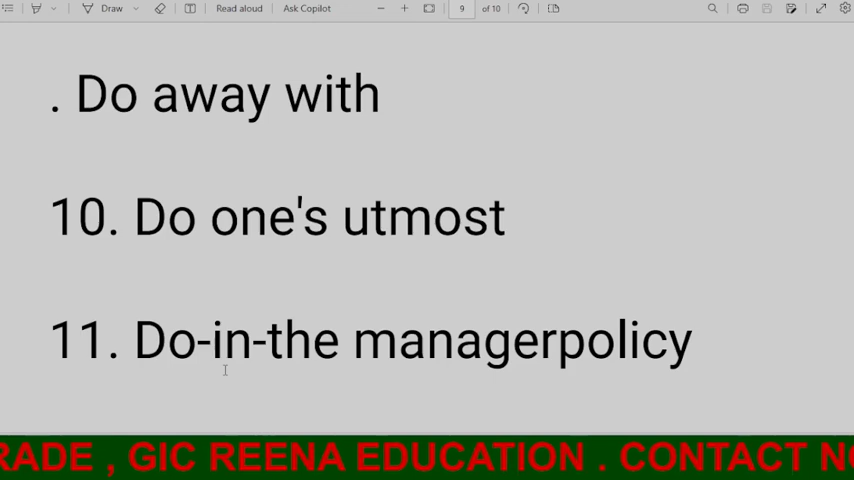 Draw
Read aloud
Ask Copilot
9
of 10
. Do away with
10. Do one's utmost
11. Do-in-the managerpolicy
RADE , GIC REENA EDUCATION . CONTACT NO